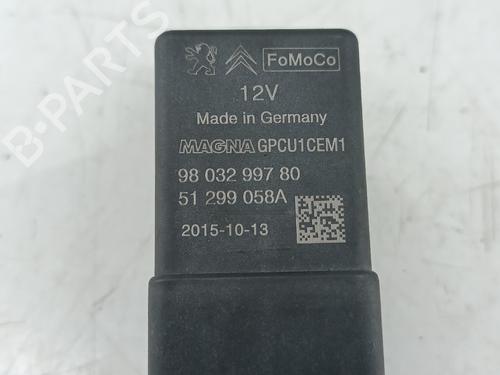 FoMoCo
12V
Made in Germany
MAGNA GPCU1CEM1
98 032 997 80
51 299 058A
2015-10-13
B-PARTS